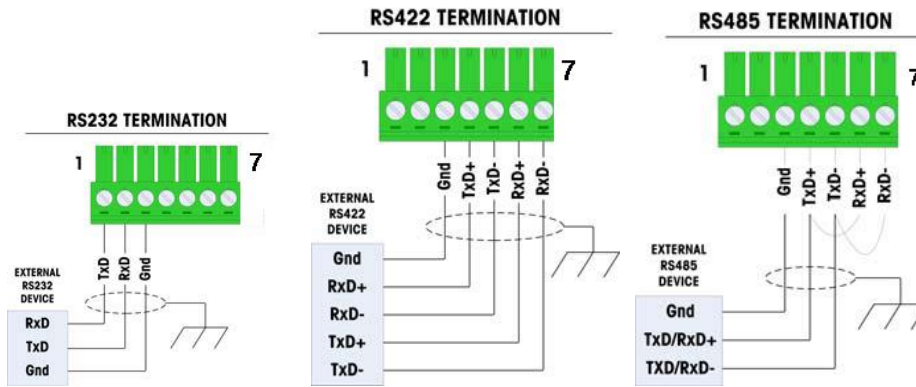 RS232 TERMINATION
1 7
TxD
RxD
Gnd
EXTERNAL
RS232
DEVICE
RxD
TxD
Gnd
RS422 TERMINATION
1 7
Gnd
TxD+
TxD-
RxD+
RxD-
EXTERNAL
RS422
DEVICE
Gnd
RxD+
RxD-
TxD+
TxD-
RS485 TERMINATION
1 7
Gnd
TxD+
TxD-
RxD+
RxD-
EXTERNAL
RS485
DEVICE
Gnd
TxD/RxD+
TXD/RxD-